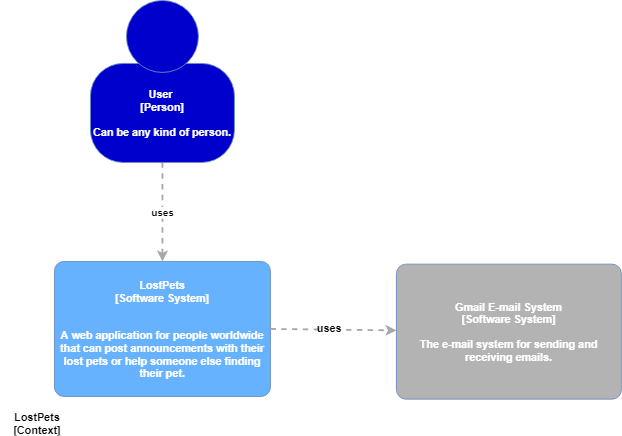 User
[Person]
Can be any kind of person.
uses
LostPets
[Software System]
A web application for people worldwide
that can post announcements with their
lost pets or help someone else finding
their pet.
uses
Gmail E-mail System
[Software System]
The e-mail system for sending and
receiving emails.
LostPets
[Context]